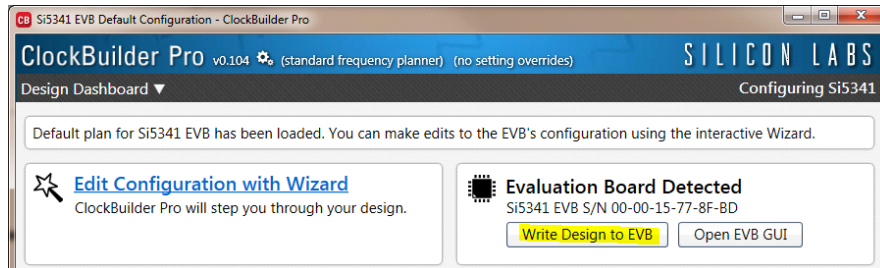 CB Si5341 EVB Default Configuration - ClockBuilder Pro
ClockBuilder Pro v0.104 (standard frequency planner) (no setting overrides) SILICON LABS
Design Dashboard ▼ Configuring Si5341
Default plan for Si5341 EVB has been loaded. You can make edits to the EVB's configuration using the interactive Wizard.
Edit Configuration with Wizard
ClockBuilder Pro will step you through your design.
Evaluation Board Detected
Si5341 EVB S/N 00-00-15-77-8F-BD
Write Design to EVB Open EVB GUI